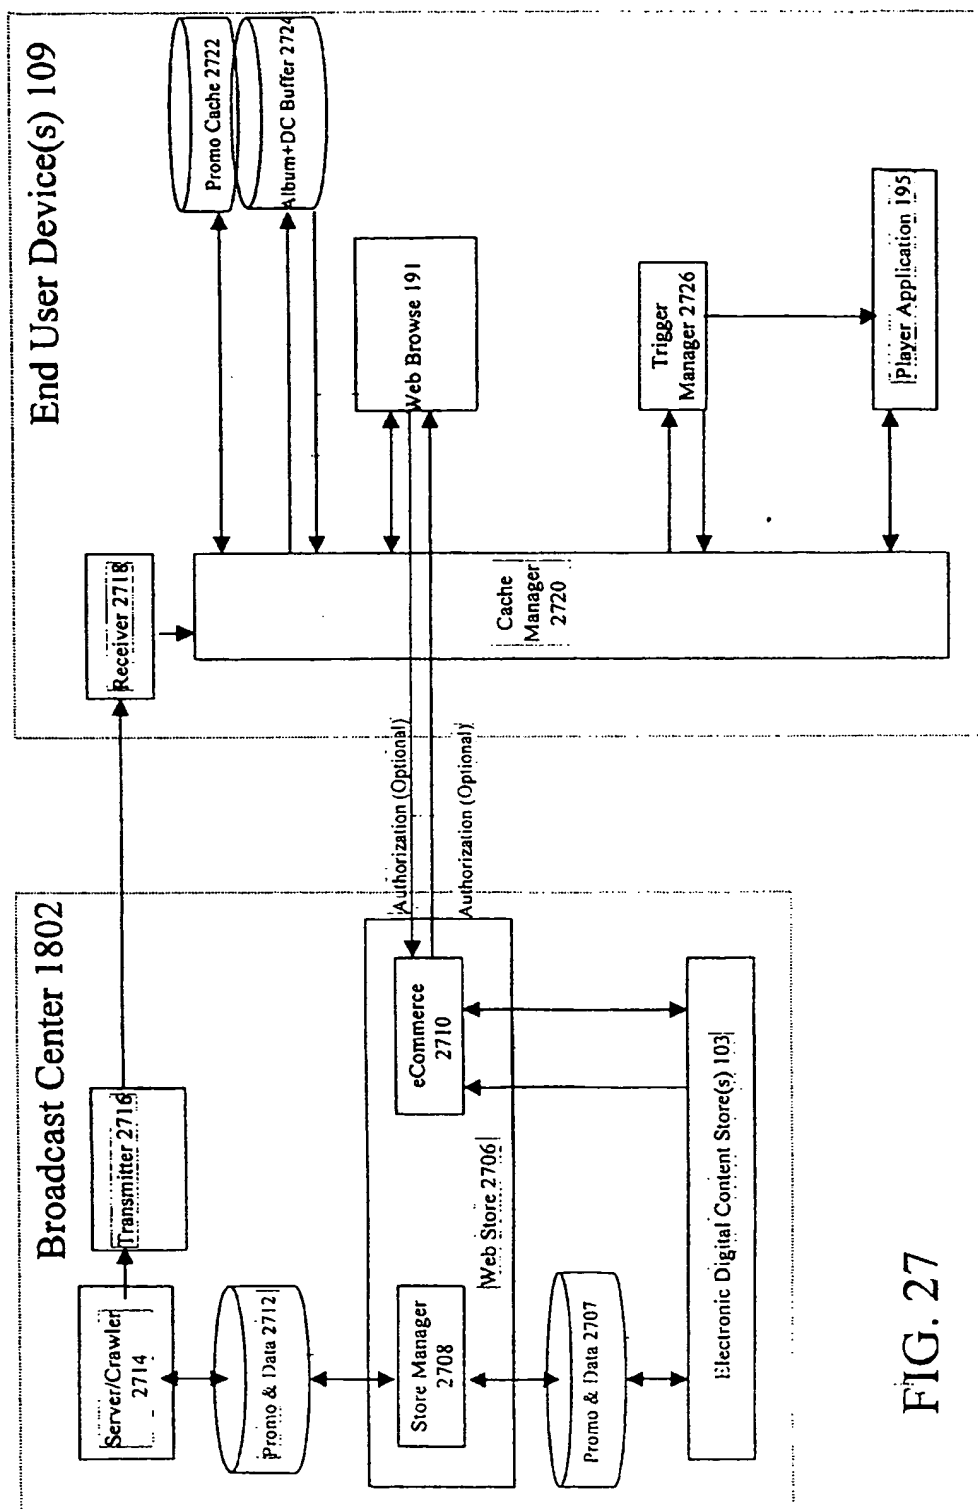 Broadcast Center 1802
Server/Crawler
2714
Transmitter 2716
Promo & Data 2712
Store Manager
2708
eCommerce
2710
Web Store 2706
Promo & Data 2707
Electronic Digital Content Store(s) 103
Authorization (Optional)
Authorization (Optional)
End User Device(s) 109
Receiver 2718
Cache
Manager
2720
Promo Cache 2722
Album+DC Buffer 2724
Web Browse 191
Trigger
Manager 2726
Player Application 195
FIG. 27